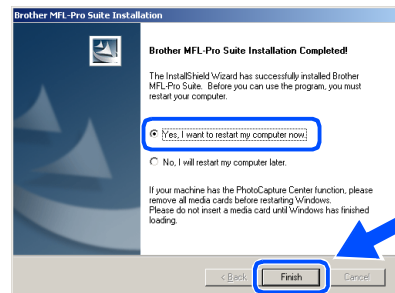 Brother MFL-Pro Suite Installation
Brother MFL-Pro Suite Installation Completed!
The InstallShield Wizard has successfully installed Brother
MFL-Pro Suite. Before you can use the program, you must
restart your computer.
Yes, I want to restart my computer now.
No, I will restart my computer later.
If your machine has the PhotoCapture Center function, please
remove all media cards before restarting Windows.
Please do not insert a media card until Windows has finished
loading.
< Back Finish Cancel